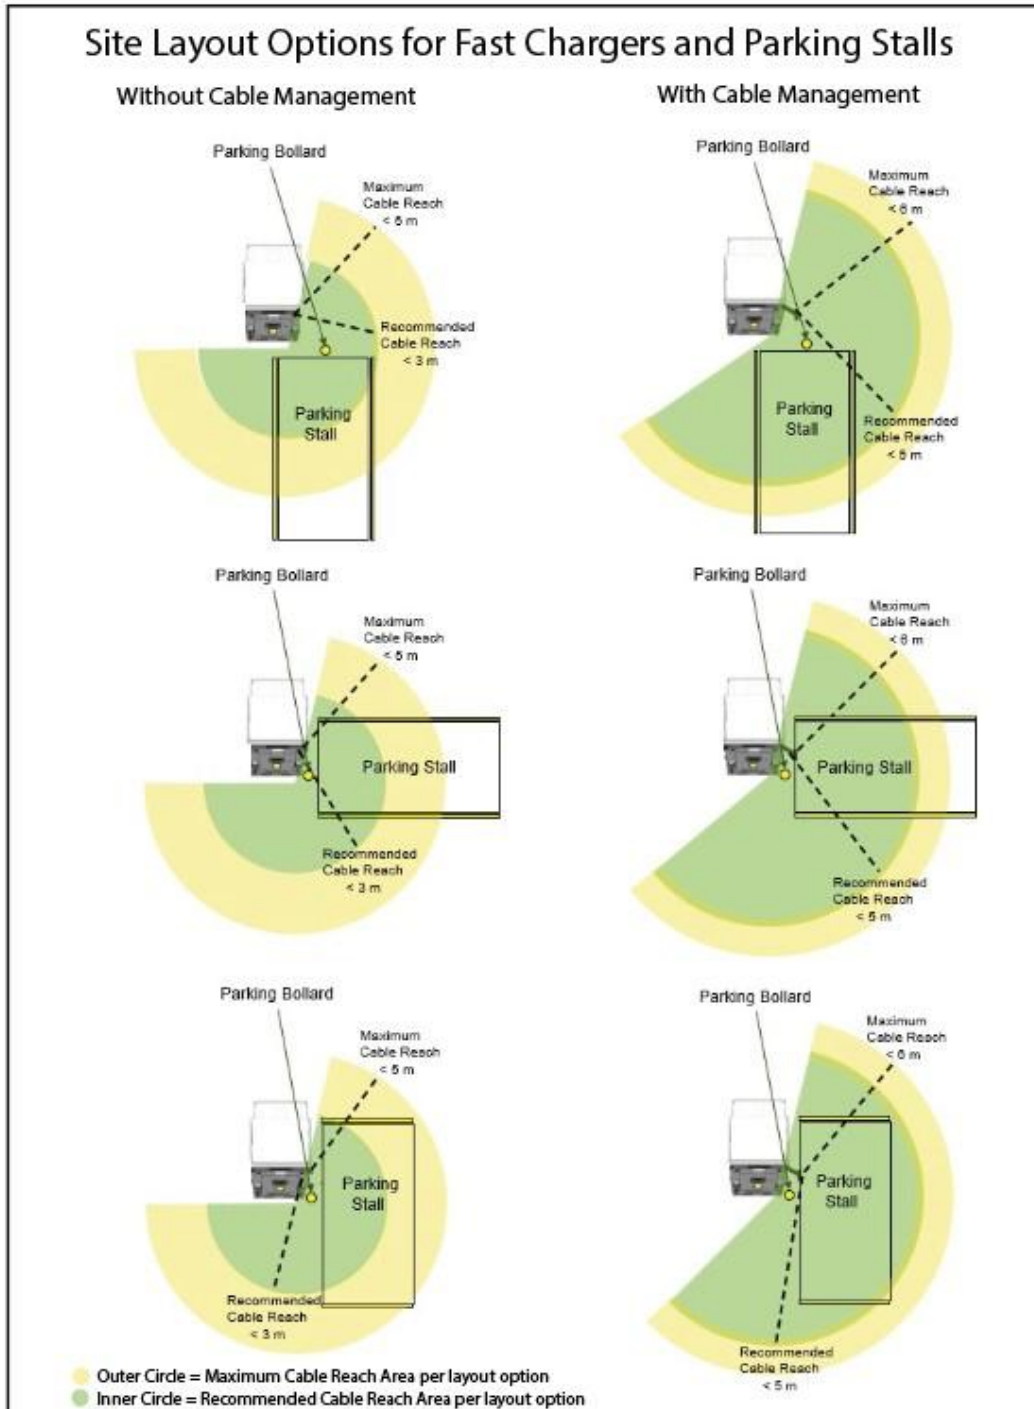 Site Layout Options for Fast Chargers and Parking Stalls
Without Cable Management
With Cable Management
Parking Bollard
Maximum
Cable Reach
< 5 m
Recommended
Cable Reach
< 3 m
Parking
Stall
Parking Bollard
Maximum
Cable Reach
< 6 m
Parking
Stall
Recommended
Cable Reach
< 5 m
Parking Bollard
Maximum
Cable Reach
< 5 m
Parking Stall
Recommended
Cable Reach
< 3 m
Parking Bollard
Maximum
Cable Reach
< 6 m
Parking Stall
Recommended
Cable Reach
< 5 m
Parking Bollard
Maximum
Cable Reach
< 5 m
Parking
Stall
Recommended
Cable Reach
< 3 m
Parking Bollard
Maximum
Cable Reach
< 6 m
Parking
Stall
Recommended
Cable Reach
< 5 m
Outer Circle = Maximum Cable Reach Area per layout option
Inner Circle = Recommended Cable Reach Area per layout option